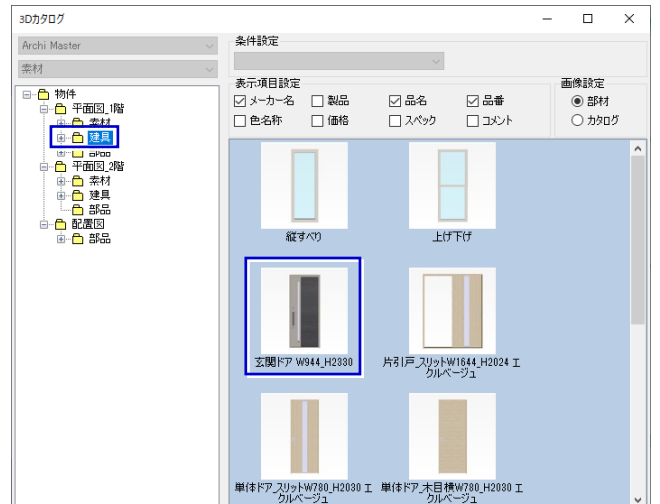 3Dカタログ
Archi Master
素材
物件
平面図_1階
素材
建具
部品
平面図_2階
素材
建具
部品
配置図
部品
条件設定
表示項目設定
メーカー名 製品 品名 品番
色名称 価格 スペック コメント
画像設定
部材
カタログ
縦すべり
上げ下げ
玄関ドア W944_H2330
片引戸_スリットW1644_H2024 エ
クルベージュ
単体ドア_スリットW780_H2030 エ
クルベージュ
単体ドア_木目横W780_H2030 エ
クルベージュ